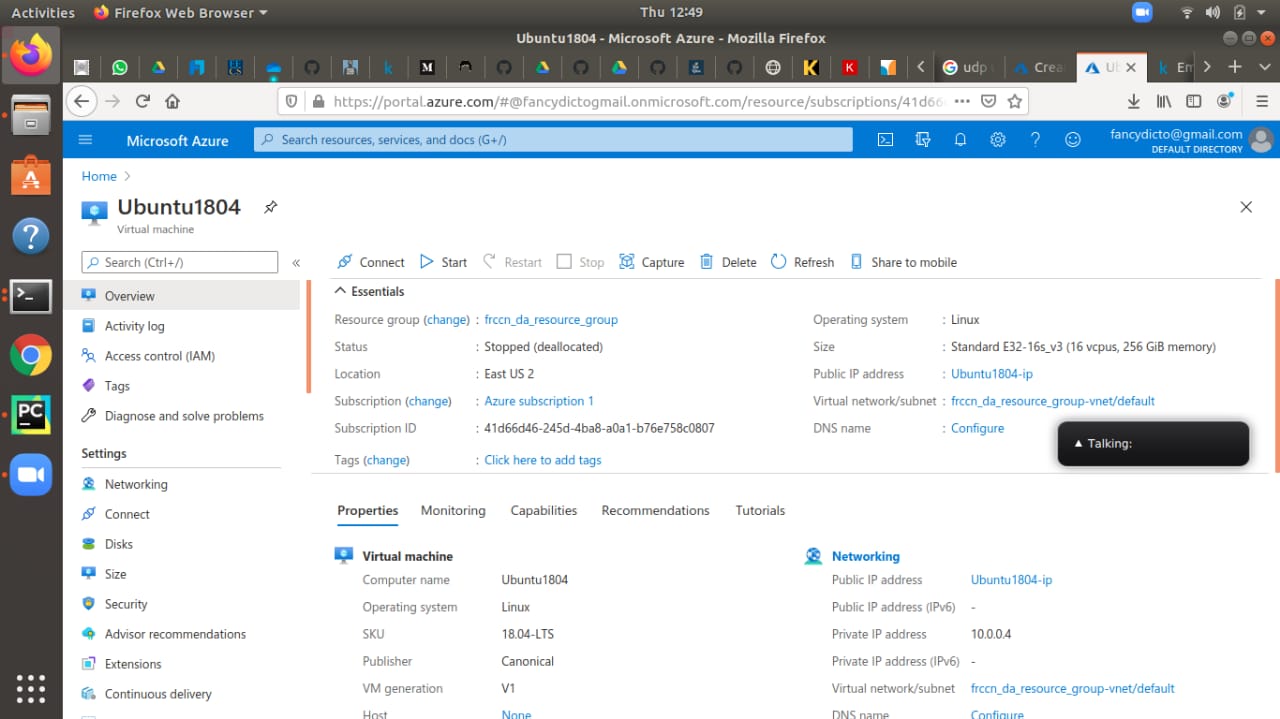 Activities Firefox Web Browser Thu 12:49
Ubuntu1804 - Microsoft Azure - Mozilla Firefox
udp Crea Ub Em
https://portal.azure.com/#@fancydictogmail.onmicrosoft.com/resource/subscriptions/41d66
Microsoft Azure Search resources, services, and docs (G+/) fancydicto@gmail.com
DEFAULT DIRECTORY
Home
Ubuntu1804
Virtual machine
Search (Ctrl+/) « Connect Start Restart Stop Capture Delete Refresh Share to mobile
Overview
Activity log
Access control (IAM)
Tags
Diagnose and solve problems
Settings
Networking
Connect
Disks
Size
Security
Advisor recommendations
Extensions
Continuous delivery
Essentials
Resource group (change) : frccn_da_resource_group
Status : Stopped (deallocated)
Location : East US 2
Subscription (change) : Azure subscription 1
Subscription ID : 41d66d46-245d-4ba8-a0a1-b76e758c0807
Tags (change) : Click here to add tags
Operating system : Linux
Size : Standard E32-16s_v3 (16 vcpus, 256 GiB memory)
Public IP address : Ubuntu1804-ip
Virtual network/subnet : frccn_da_resource_group-vnet/default
DNS name : Configure
Talking:
Properties Monitoring Capabilities Recommendations Tutorials
Virtual machine
Computer name Ubuntu1804
Operating system Linux
SKU 18.04-LTS
Publisher Canonical
VM generation V1
Host None
Networking
Public IP address Ubuntu1804-ip
Public IP address (IPv6) -
Private IP address 10.0.0.4
Private IP address (IPv6) -
Virtual network/subnet frccn_da_resource_group-vnet/default
DNS name Configure